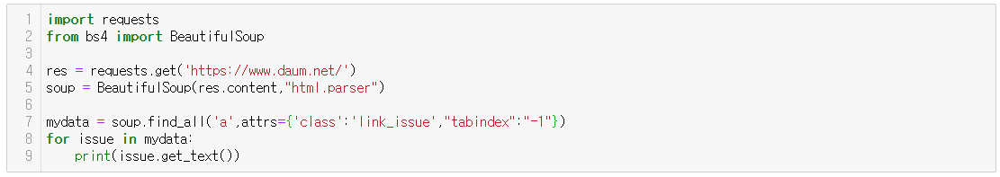 1 import requests
2 from bs4 import BeautifulSoup
3
4 res = requests.get('https://www.daum.net/')
5 soup = BeautifulSoup(res.content,"html.parser")
6
7 mydata = soup.find_all('a',attrs={'class':'link_issue',"tabindex":"-1"})
8 for issue in mydata:
9     print(issue.get_text())